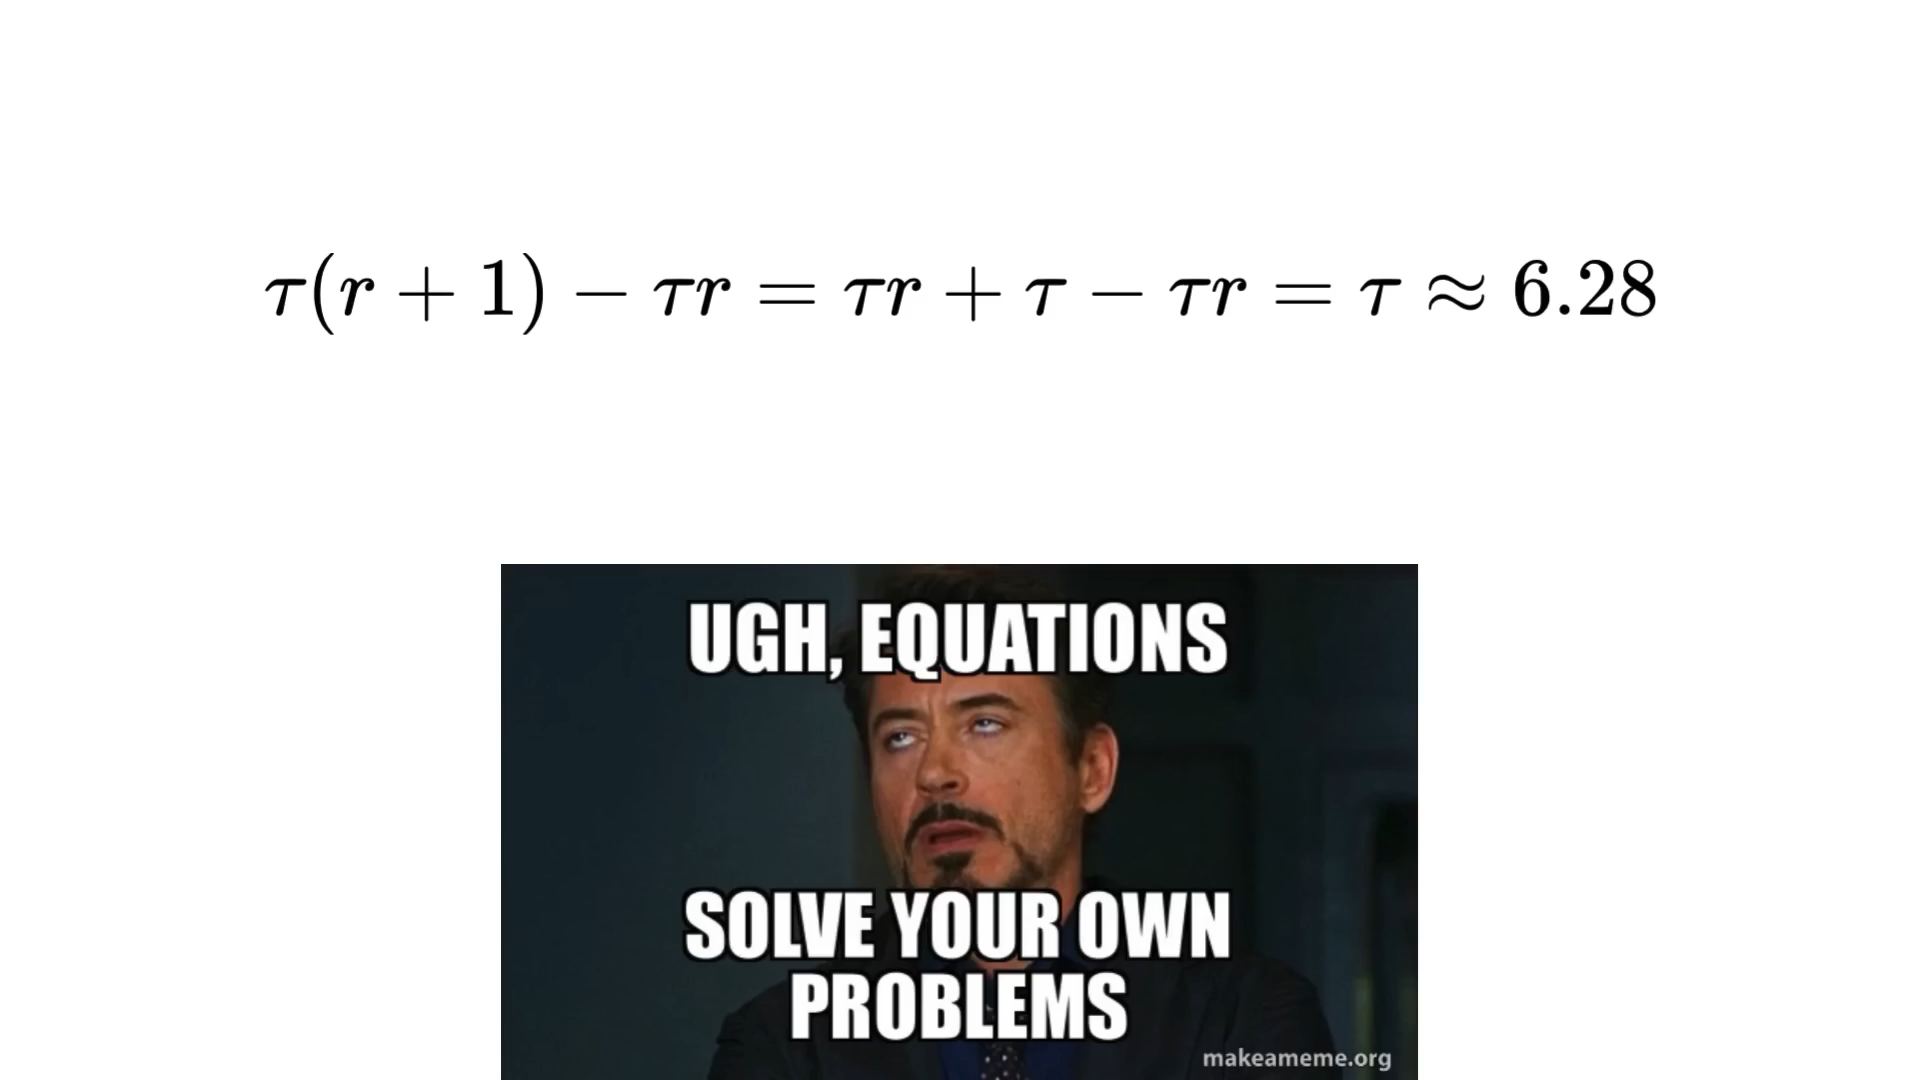 τ(r + 1) − τr = τr + τ − τr = τ ≈ 6.28
UGH, EQUATIONS
SOLVE YOUR OWN
PROBLEMS
makeameme.org